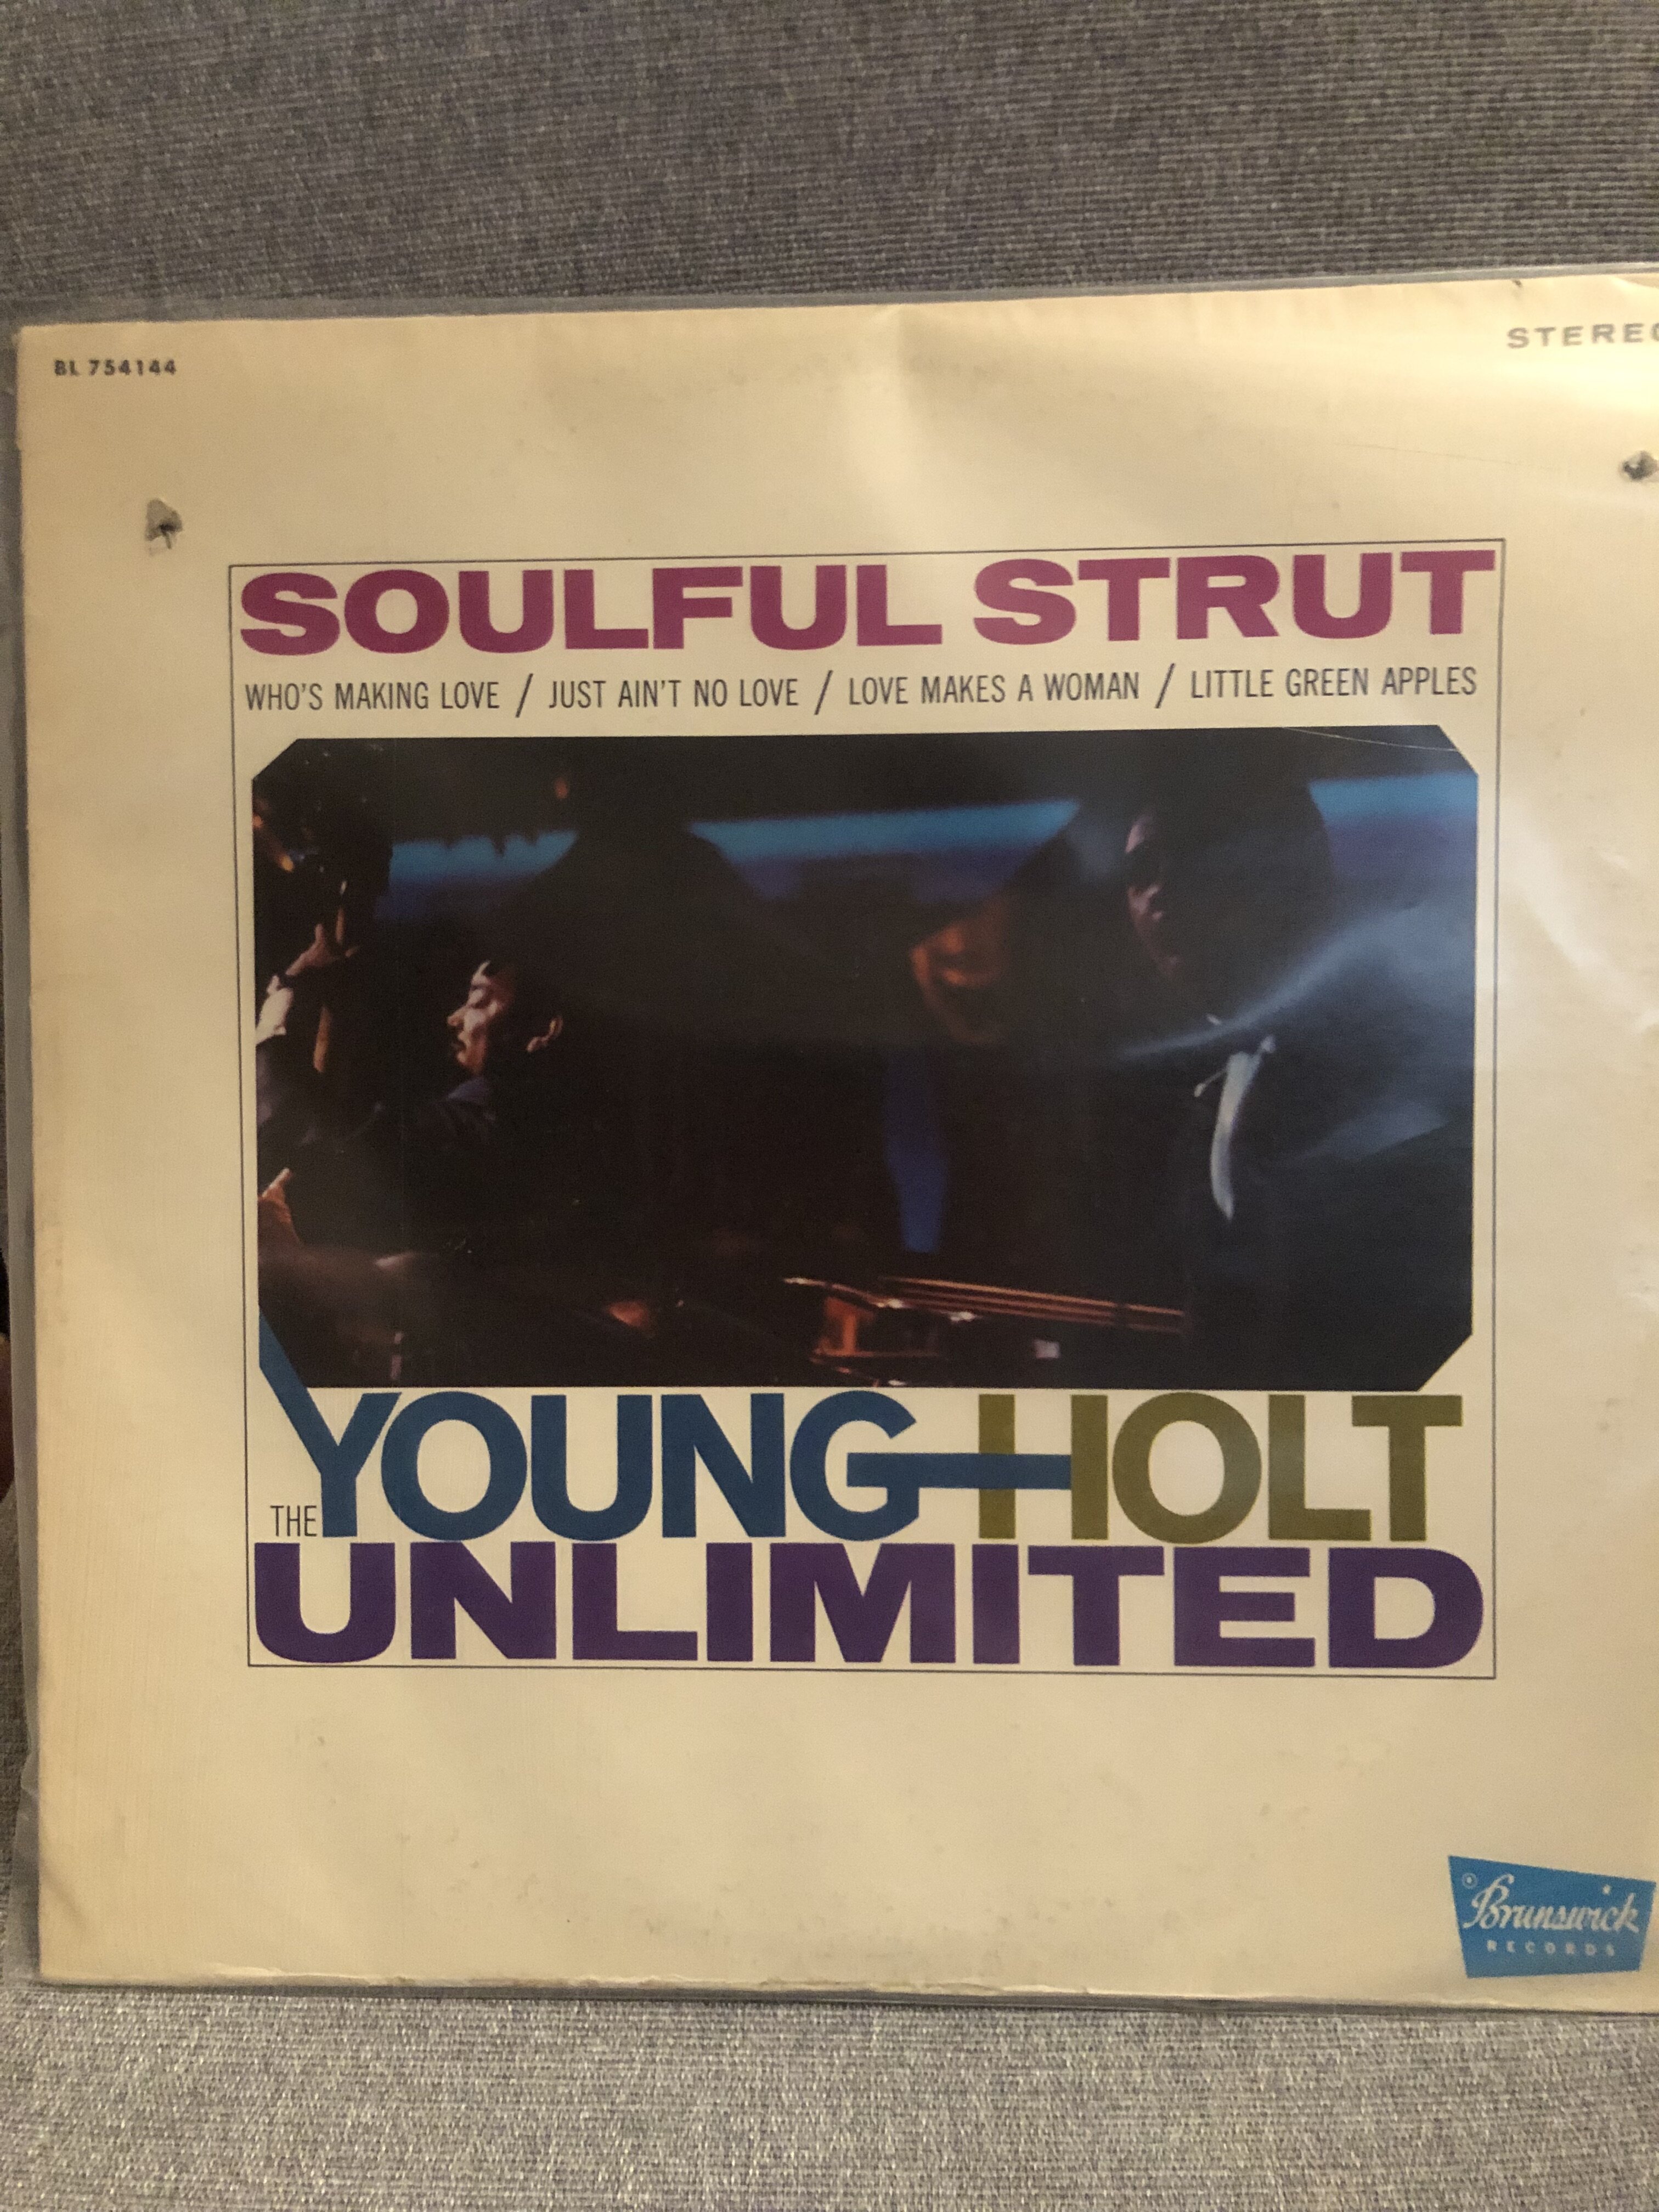 BL 754144
STEREO
SOULFUL STRUT
WHO'S MAKING LOVE / JUST AIN'T NO LOVE / LOVE MAKES A WOMAN / LITTLE GREEN APPLES
THE YOUNG-HOLT
UNLIMITED
® Brunswick
RECORDS